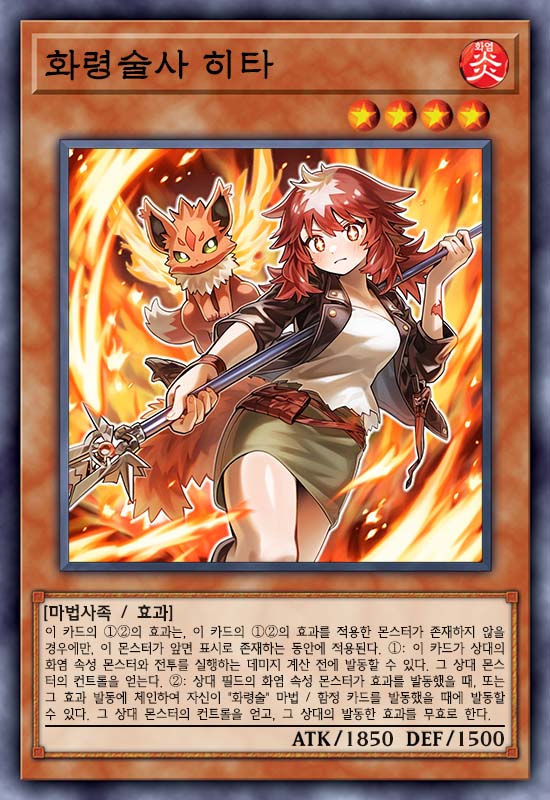 화령술사 히타
화염
炎
[마법사족 / 효과]
이 카드의 ①②의 효과는, 이 카드의 ①②의 효과를 적용한 몬스터가 존재하지 않을
경우에만, 이 몬스터가 앞면 표시로 존재하는 동안에 적용된다. ①: 이 카드가 상대의
화염 속성 몬스터와 전투를 실행하는 데미지 계산 전에 발동할 수 있다. 그 상대 몬스
터의 컨트롤을 얻는다. ②: 상대 필드의 화염 속성 몬스터가 효과를 발동했을 때, 또는
그 효과 발동에 체인하여 자신이 "화령술" 마법 / 함정 카드를 발동했을 때에 발동할
수 있다. 그 상대 몬스터의 컨트롤을 얻고, 그 상대의 발동한 효과를 무효로 한다.
ATK/1850 DEF/1500